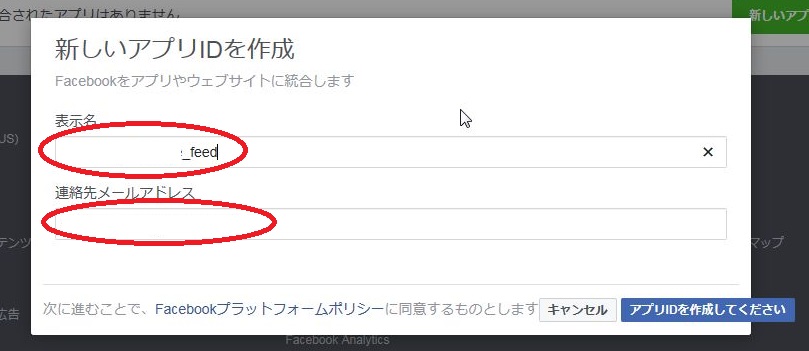 合されたアプリはありません
新しいアプ
新しいアプリIDを作成
Facebookをアプリやウェブサイトに統合します
表示名
_feed
US)
連絡先メールアドレス
テンツ
マップ
次に進むことで、Facebookプラットフォームポリシーに同意するものとします キャンセル アプリIDを作成してください
広告
Facebook Analytics